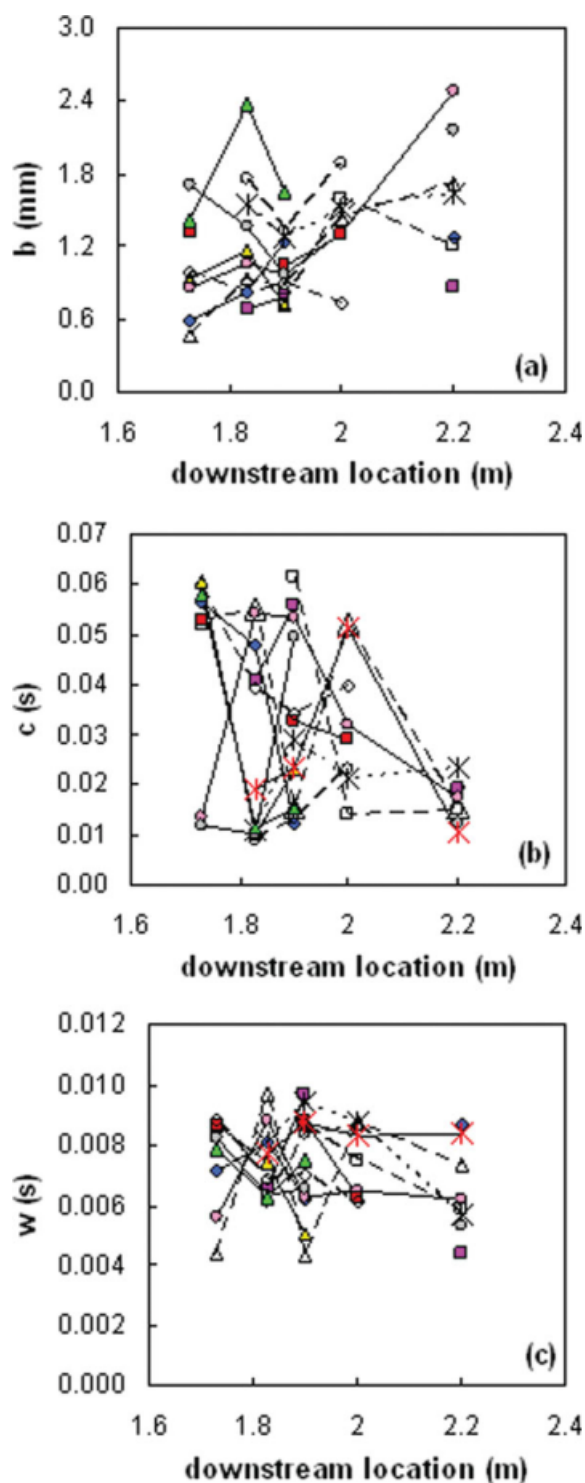 3.0
2.4
1.8
1.2
0.6
0.0
b (mm)
(a)
1.6 1.8 2 2.2 2.4
downstream location (m)
0.07
0.06
0.05
0.04
0.03
0.02
0.01
0.00
c (s)
(b)
1.6 1.8 2 2.2 2.4
downstream location (m)
0.012
0.010
0.008
0.006
0.004
0.002
0.000
w (s)
(c)
1.6 1.8 2 2.2 2.4
downstream location (m)